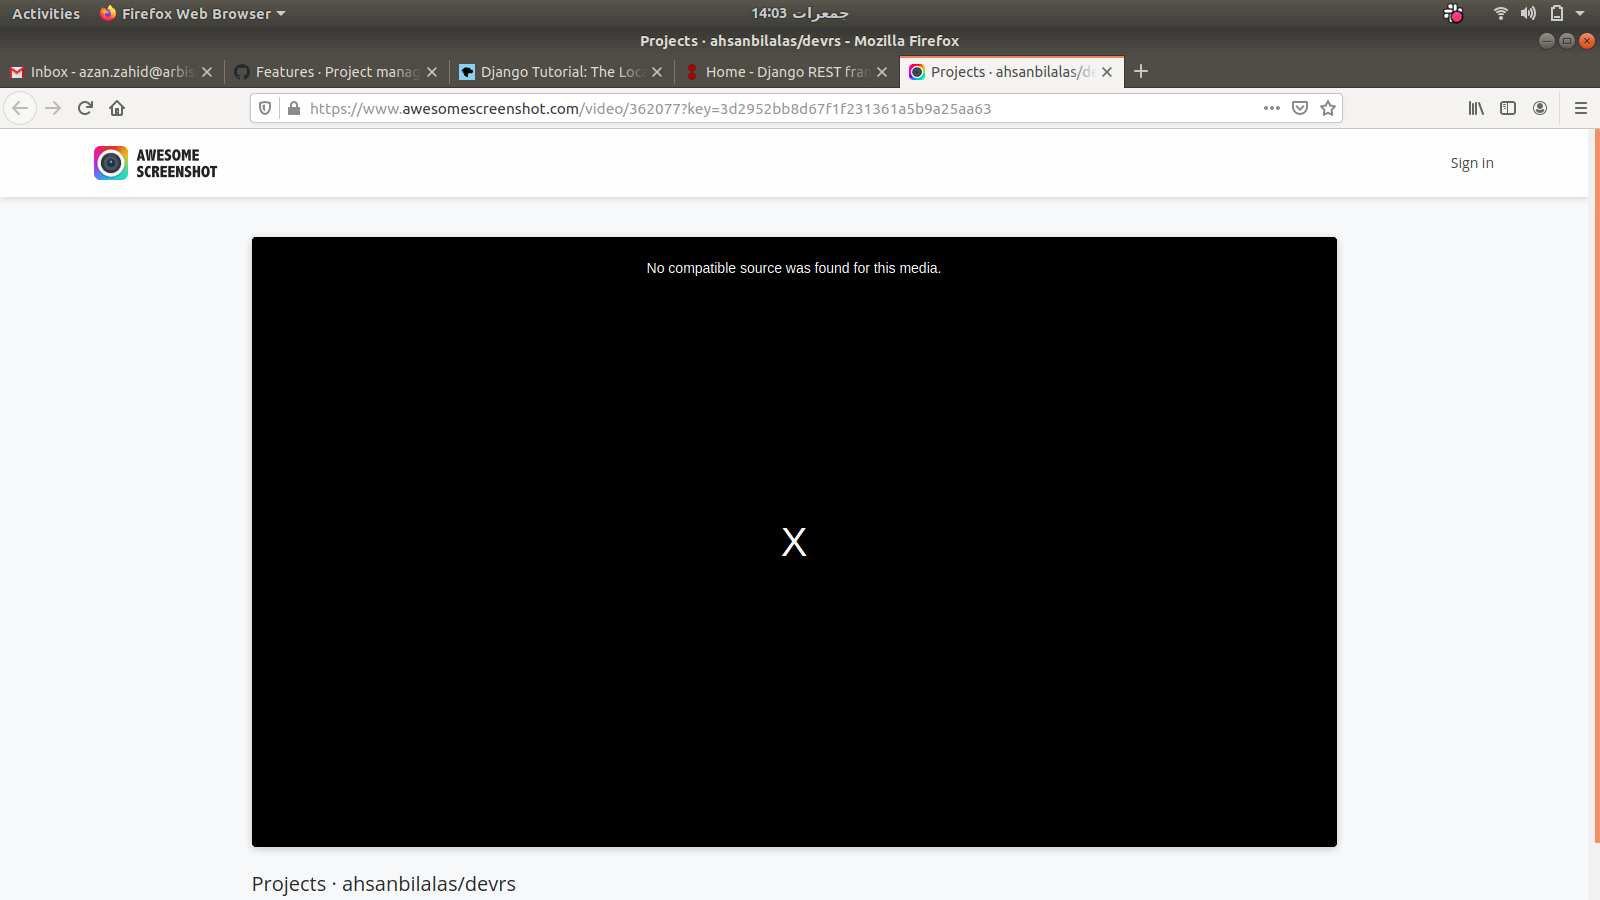 Activities Firefox Web Browser جمعرات 14:03
Projects · ahsanbilalas/devrs - Mozilla Firefox
Inbox - azan.zahid@arbis Features · Project manag Django Tutorial: The Loc Home - Django REST fran Projects · ahsanbilalas/de
https://www.awesomescreenshot.com/video/362077?key=3d2952bb8d67f1f231361a5b9a25aa63
AWESOME
SCREENSHOT
Sign in
No compatible source was found for this media.
X
Projects · ahsanbilalas/devrs